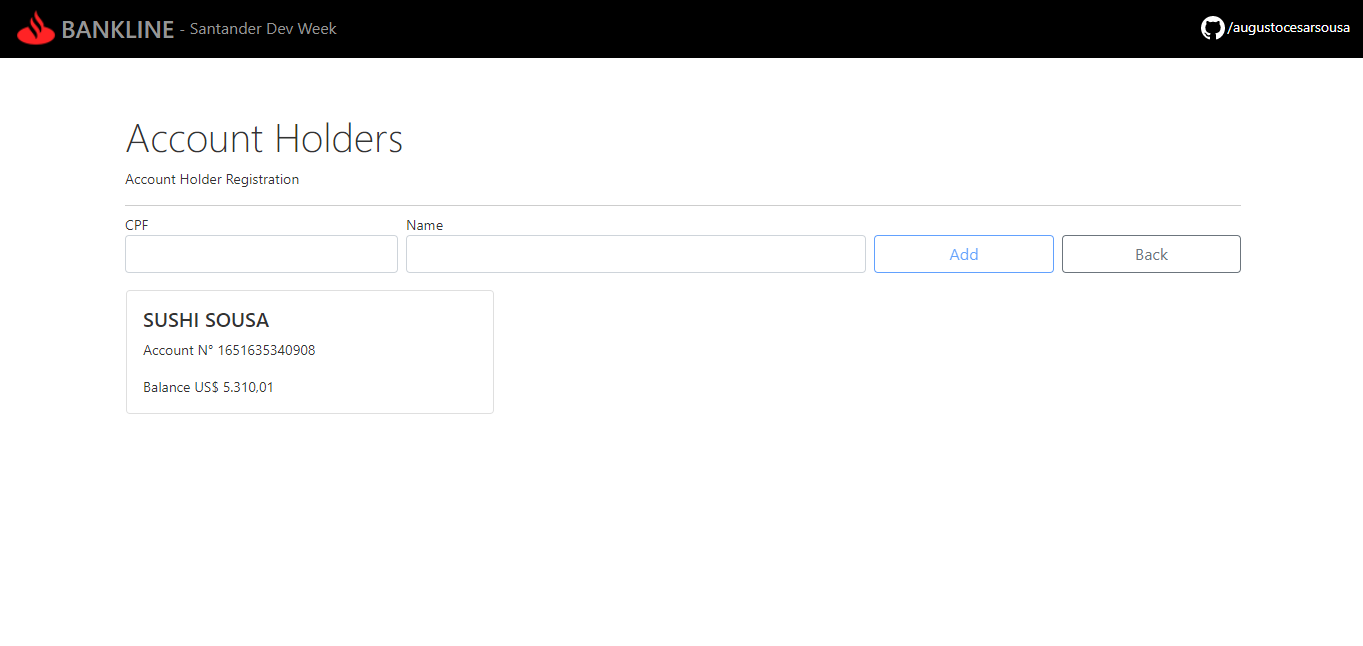 BANKLINE - Santander Dev Week
/augustocesarsousa
Account Holders
Account Holder Registration
CPF
Name
Add
Back
SUSHI SOUSA
Account N° 1651635340908
Balance US$ 5.310,01